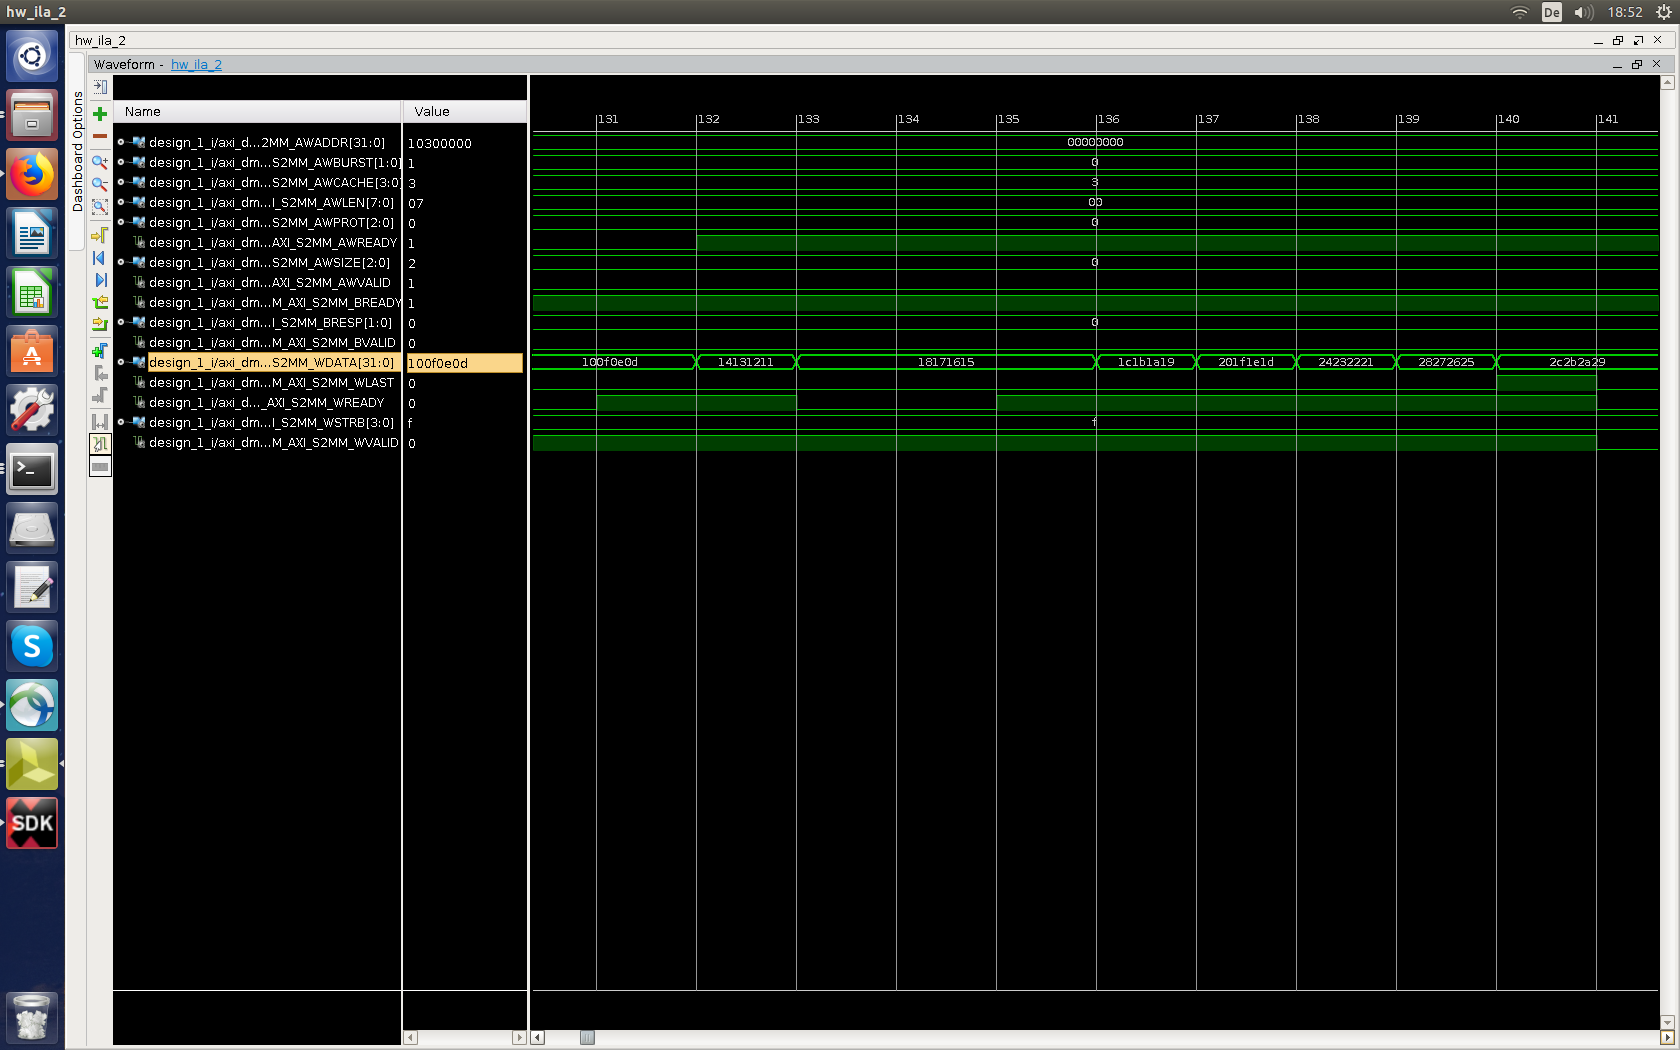 hw_ila_2
De 18:52
hw_ila_2
Waveform - hw_ila_2
Dashboard Options
Name Value
131 132 133 134 135 136 137 138 139 140 141
design_1_i/axi_d...2MM_AWADDR[31:0] 10300000 00000000
design_1_i/axi_dm...S2MM_AWBURST[1:0] 1 0
design_1_i/axi_dm...S2MM_AWCACHE[3:0] 3 3
design_1_i/axi_dm...I_S2MM_AWLEN[7:0] 07 00
design_1_i/axi_dm...S2MM_AWPROT[2:0] 0 0
design_1_i/axi_dm...AXI_S2MM_AWREADY 1
design_1_i/axi_dm...S2MM_AWSIZE[2:0] 2 0
design_1_i/axi_dm...AXI_S2MM_AWVALID 1
design_1_i/axi_dm...M_AXI_S2MM_BREADY 1
design_1_i/axi_dm...I_S2MM_BRESP[1:0] 0 0
design_1_i/axi_dm...M_AXI_S2MM_BVALID 0
design_1_i/axi_dm...S2MM_WDATA[31:0] 100f0e0d 100f0e0d 14131211 18171615 1c1b1a19 201f1e1d 24232221 28272625 2c2b2a29
design_1_i/axi_dm...M_AXI_S2MM_WLAST 0
design_1_i/axi_d..._AXI_S2MM_WREADY 0
design_1_i/axi_dm...I_S2MM_WSTRB[3:0] f f
design_1_i/axi_dm...M_AXI_S2MM_WVALID 0
SDK